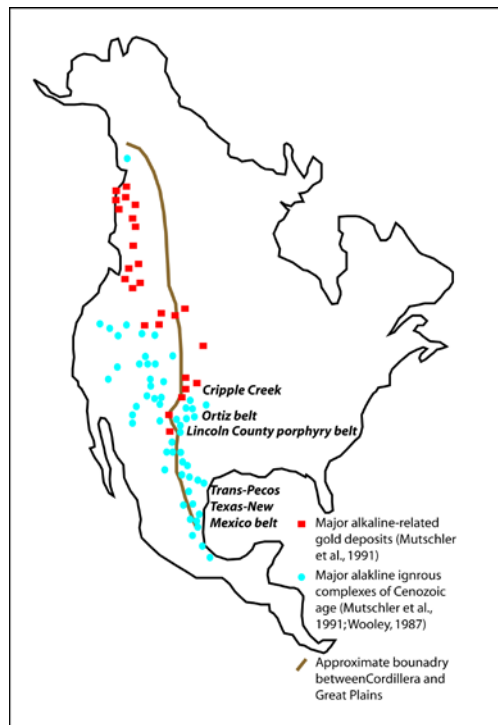 Cripple Creek
Ortiz belt
Lincoln County porphyry belt
Trans-Pecos
Texas-New
Mexico belt
Major alkaline-related
gold deposits (Mutschler
et al., 1991)
Major alakline ignrous
complexes of Cenozoic
age (Mutschler et al.,
1991; Wooley, 1987)
Approximate bounadry
betweenCordillera and
Great Plains